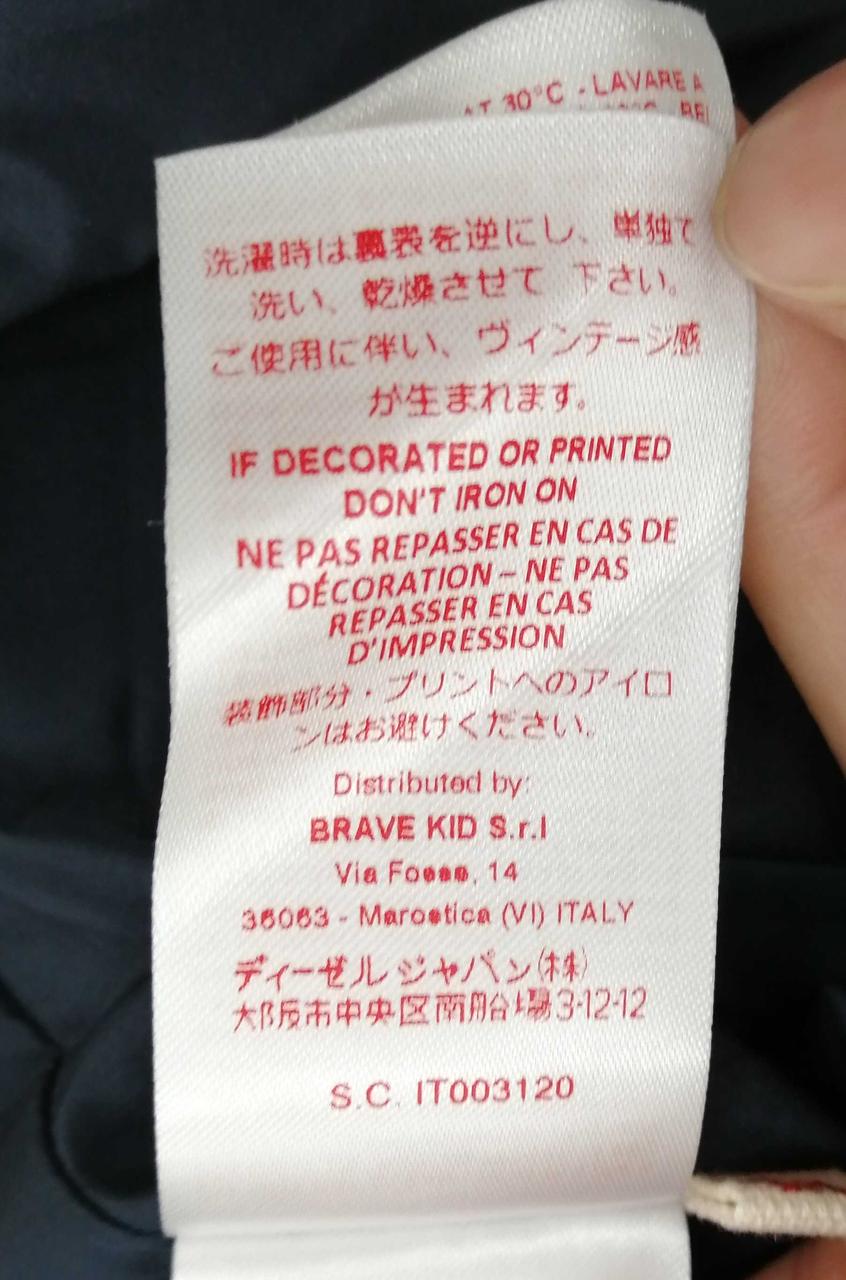 30°C - LAVARE A
洗濯時は裏表を逆にし、単独で
洗い、乾燥させて 下さい。
ご使用に伴い、ヴィンテージ感
が生まれます。
IF DECORATED OR PRINTED
DON'T IRON ON
NE PAS REPASSER EN CAS DE
DÉCORATION – NE PAS
REPASSER EN CAS
D'IMPRESSION
装飾部分・プリントへのアイロ
ンはお避けください。
Distributed by:
BRAVE KID S.r.l
Via Fosse, 14
36063 - Marostica (VI) ITALY
ディーゼル ジャパン(株)
大阪市中央区南船台場3-12-12
S.C. IT003120